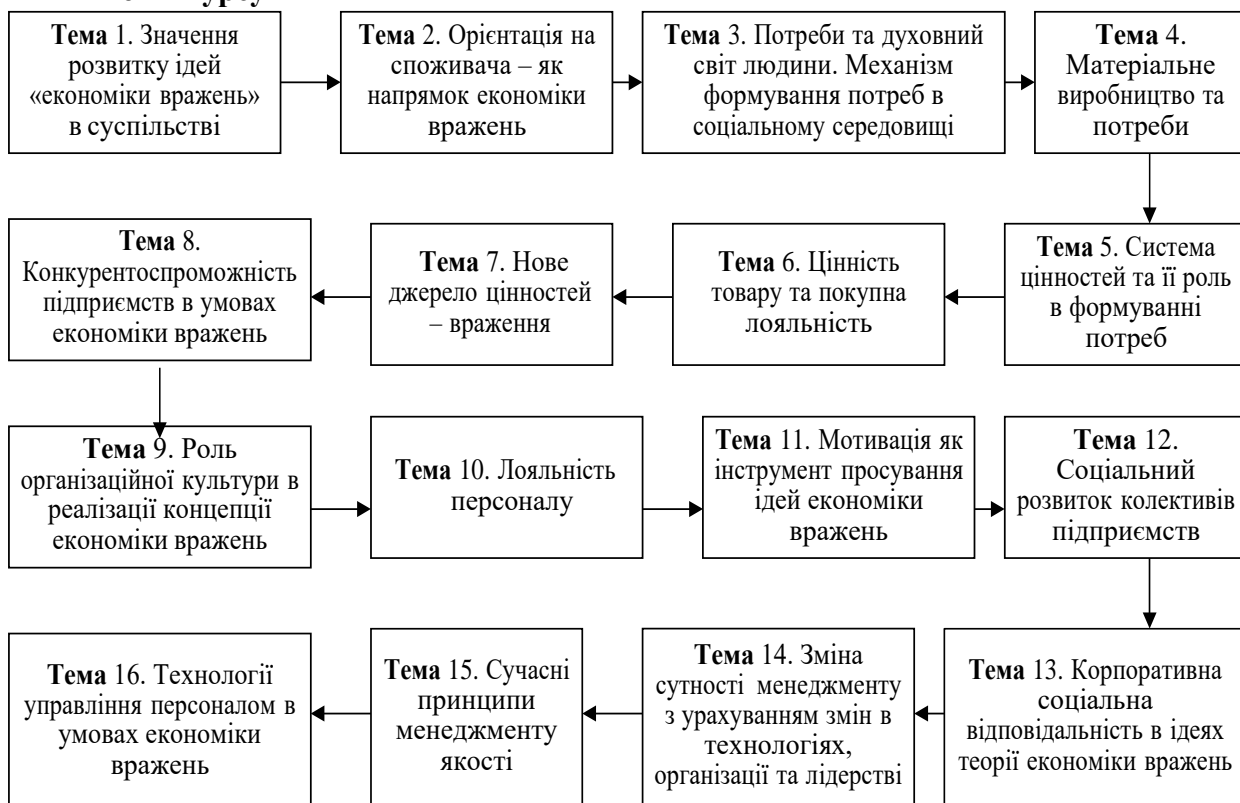 Тема 1. Значення
розвитку ідей
«економіки вражень»
в суспільстві
Тема 2. Орієнтація на
споживача – як
напрямок економіки
вражень
Тема 3. Потреби та духовний
світ людини. Механізм
формування потреб в
соціальному середовищі
Тема 4.
Матеріальне
виробництво та
потреби
Тема 5. Система
цінностей та її роль
в формуванні
потреб
Тема 6. Цінність
товару та покупна
лояльність
Тема 7. Нове
джерело цінностей
– враження
Тема 8.
Конкурентоспроможність
підприємств в умовах
економіки вражень
Тема 9. Роль
організаційної культури в
реалізації концепції
економіки вражень
Тема 10. Лояльність
персоналу
Тема 11. Мотивація як
інструмент просування
ідей економіки
вражень
Тема 12.
Соціальний
розвиток колективів
підприємств
Тема 13. Корпоративна
соціальна
відповідальність в ідеях
теорії економіки вражень
Тема 14. Зміна
сутності менеджменту
з урахуванням змін в
технологіях,
організації та лідерстві
Тема 15. Сучасні
принципи
менеджменту
якості
Тема 16. Технології
управління персоналом в
умовах економіки
вражень